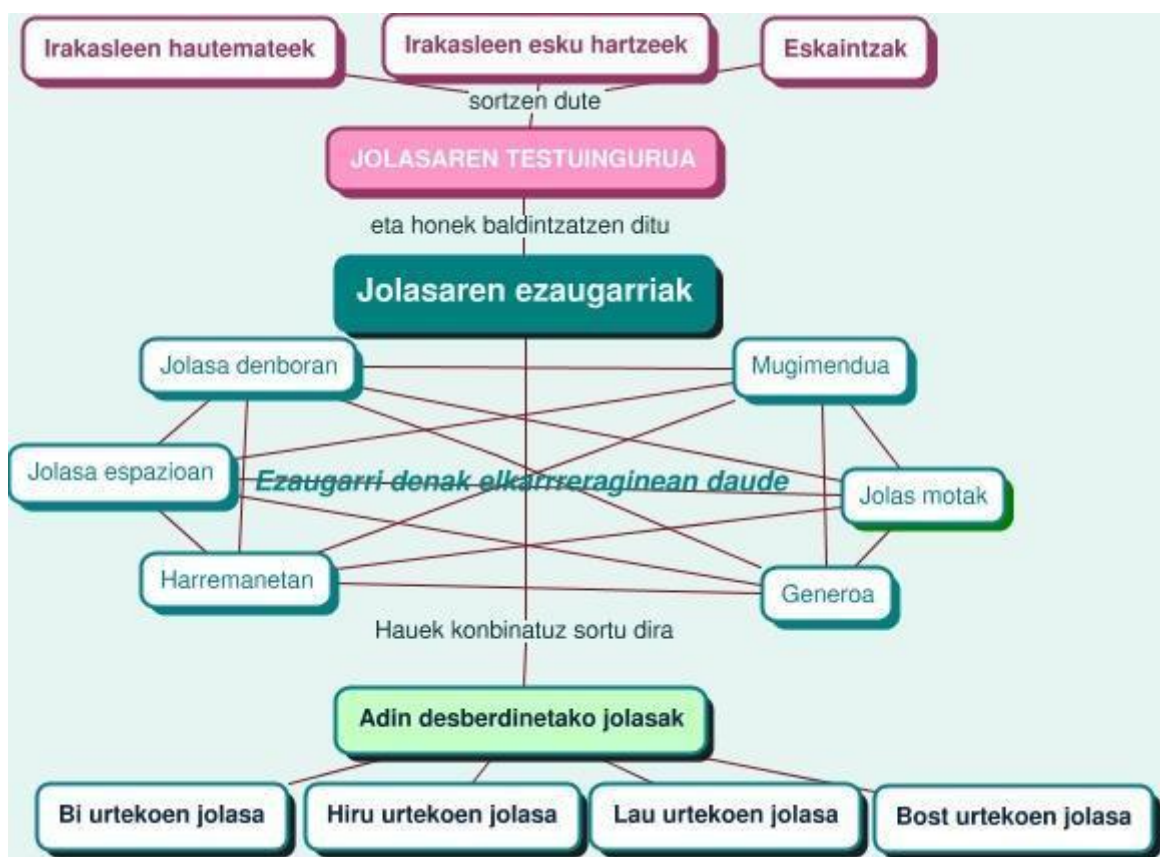 Irakasleen hautemateek
Irakasleen esku hartzeek
Eskaintzak
sortzen dute
JOLASAREN TESTUINGURUA
eta honek baldintzatzen ditu
Jolasaren ezaugarriak
Jolasa denboran
Mugimendua
Jolasa espazioan
Ezaugarri denak elkarrreraginean daude
Jolas motak
Harremanetan
Generoa
Hauek konbinatuz sortu dira
Adin desberdinetako jolasak
Bi urtekoen jolasa
Hiru urtekoen jolasa
Lau urtekoen jolasa
Bost urtekoen jolasa